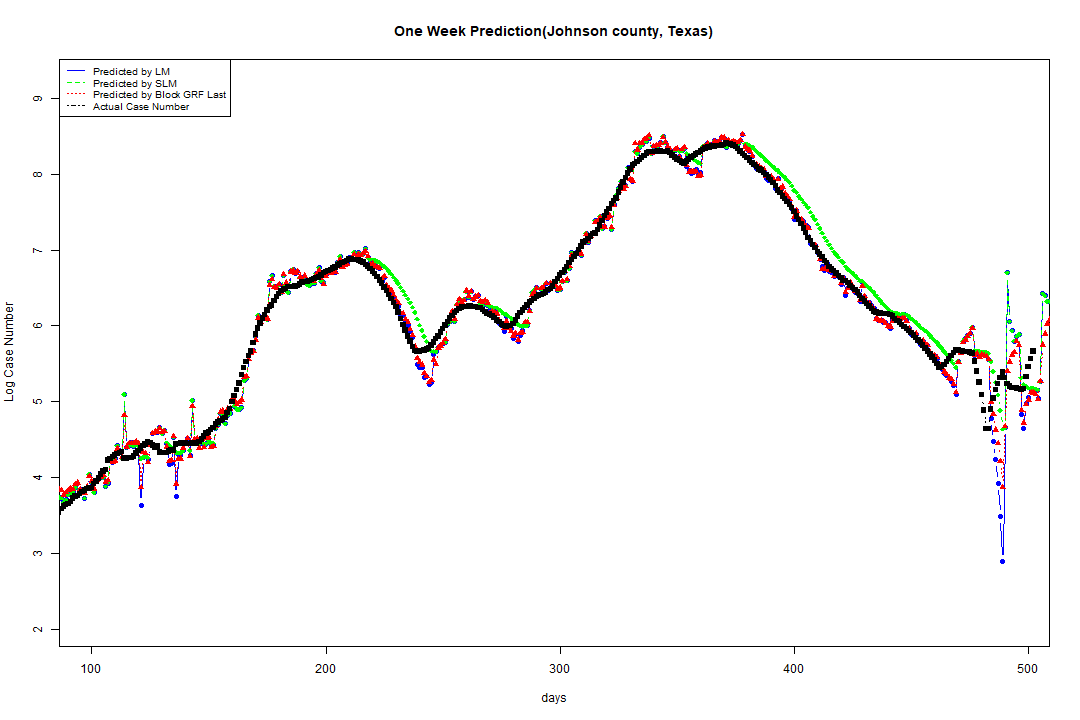 One Week Prediction(Johnson county, Texas)
Predicted by LM
Predicted by SLM
Predicted by Block GRF Last
Actual Case Number
9
8
7
6
5
4
3
2
Log Case Number
100 200 300 400 500
days